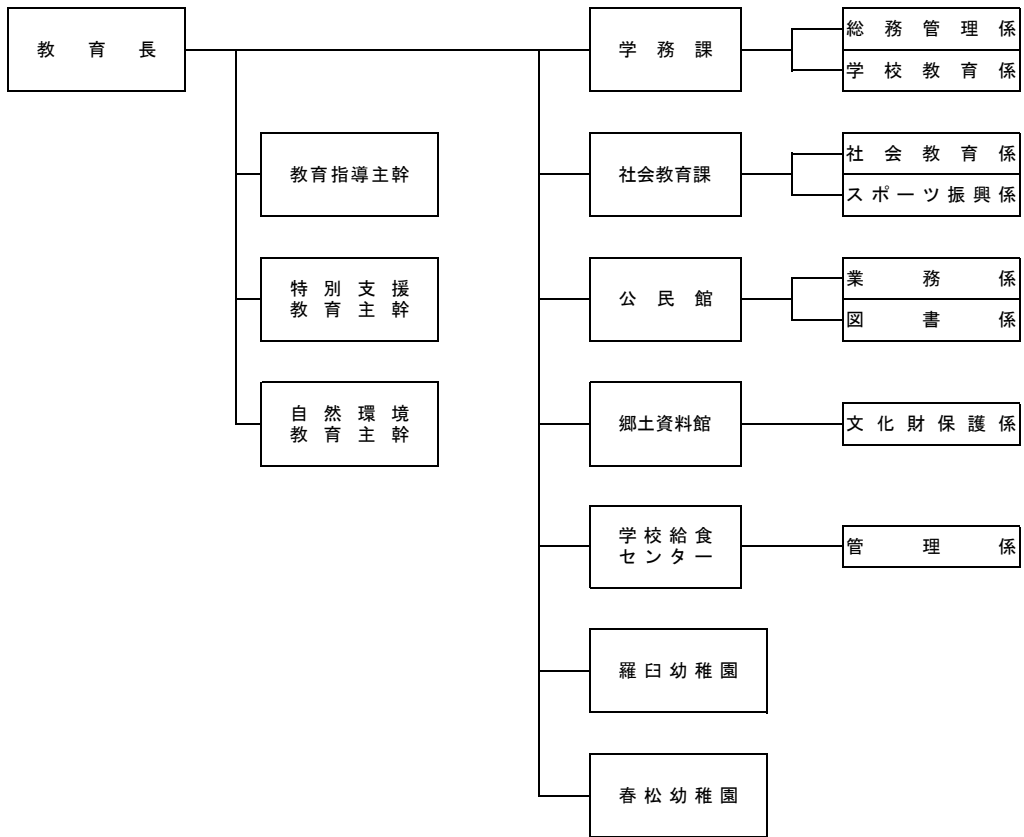 教育長
学務課
総務管理係
学校教育係
教育指導主幹
社会教育課
社会教育係
スポーツ振興係
特別支援
教育主幹
公民館
業務係
図書係
自然環境
教育主幹
郷土資料館
文化財保護係
学校給食
センター
管理係
羅臼幼稚園
春松幼稚園